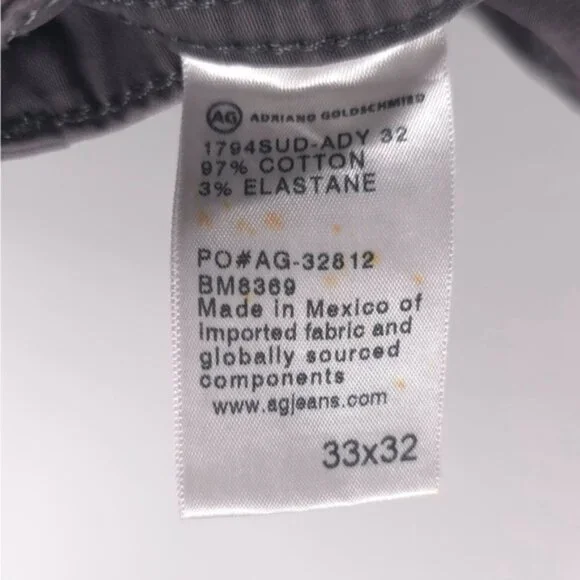 AG ADRIANO GOLDSCHMIED
1794SUD-ADY 32
97% COTTON
3% ELASTANE
PO#AG-32812
BM8369
Made in Mexico of
imported fabric and
globally sourced
components
www.agjeans.com
33x32